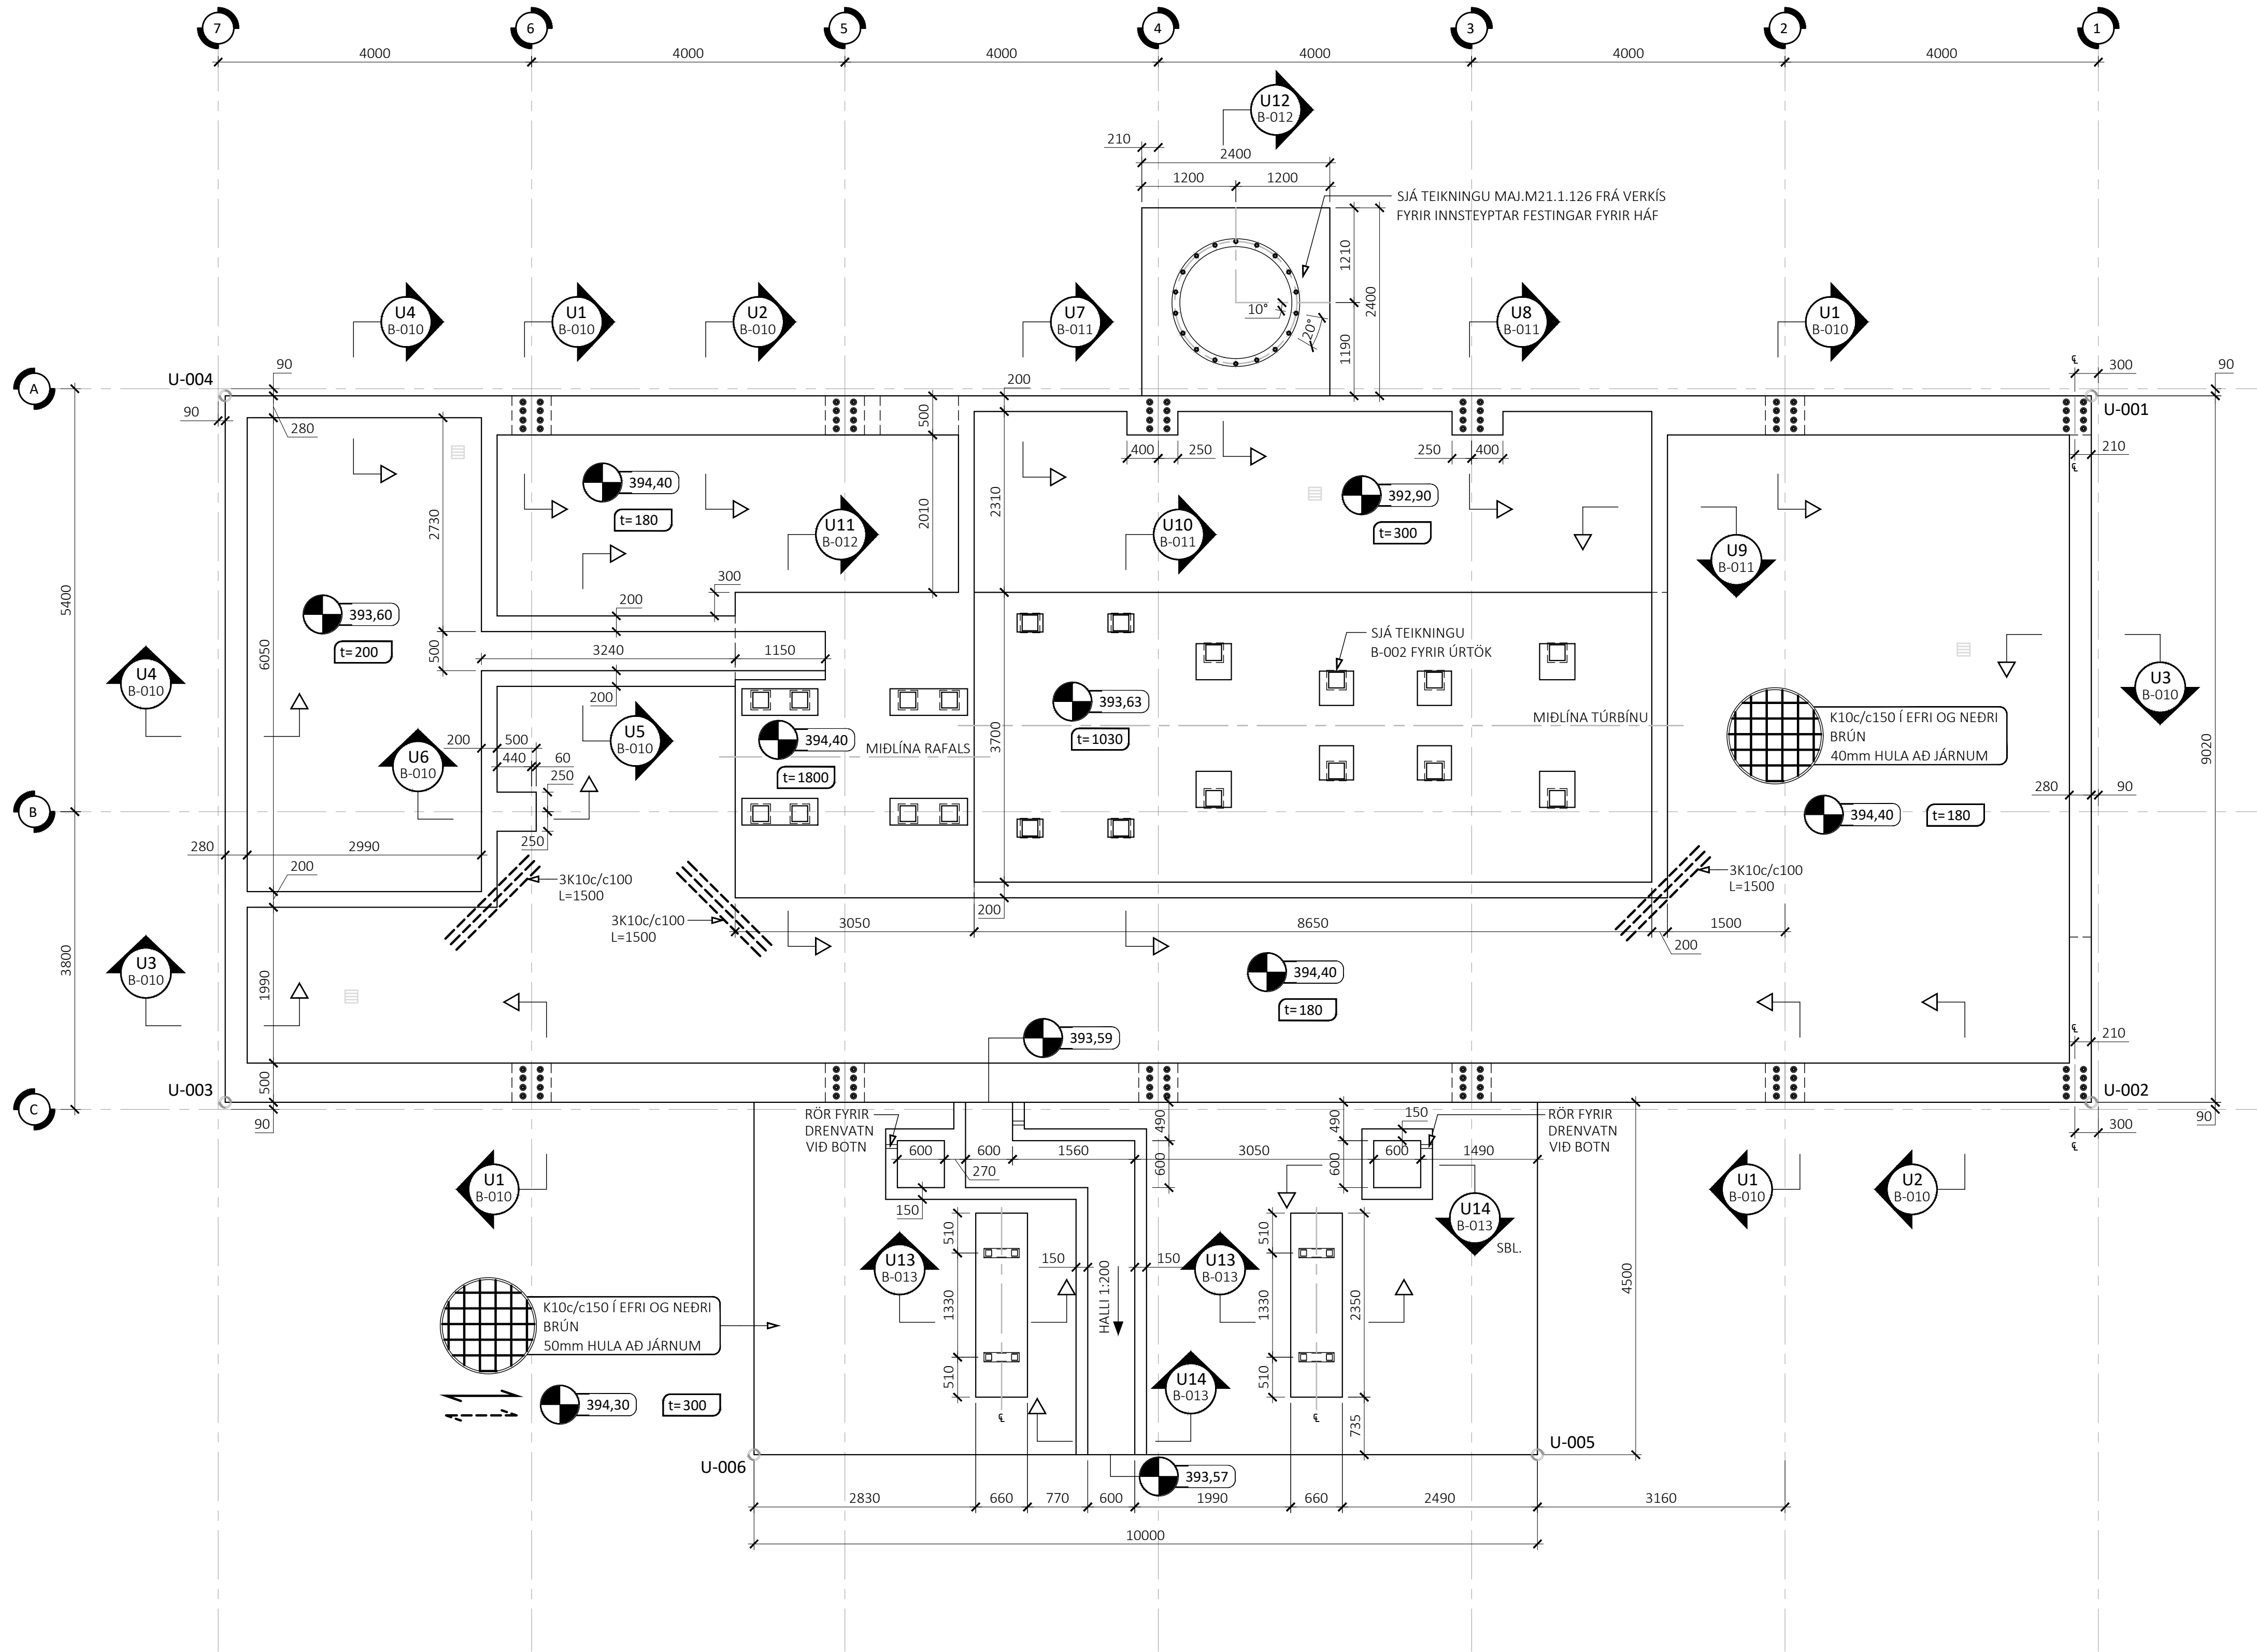 7
6
5
4
3
2
1
4000
4000
4000
4000
4000
4000
U12
B-012
210
2400
1200
1200
SJÁ TEIKNINGU MAJ.M21.1.126 FRÁ VERKÍS
FYRIR INNSTEYPTAR FESTINGAR FYRIR HÁF
1210
2400
1190
10°
20°
U4
B-010
U1
B-010
U2
B-010
U7
B-011
U8
B-011
U1
B-010
A
U-004
90
90
280
200
500
℄
300
90
U-001
210
℄
400
250
250
400
394,40
t=180
392,90
t=300
2730
2010
2310
U11
B-012
U10
B-011
U9
B-011
300
200
5400
393,60
t=200
6050
500
3240
1150
200
SJÁ TEIKNINGU
B-002 FYRIR ÚRTÖK
U4
B-010
U3
B-010
393,63
t=1030
3700
MIÐLÍNA TÚRBÍNU
K10c/c150 Í EFRI OG NEÐRI
BRÚN
40mm HULA AÐ JÁRNUM
9020
U6
B-010
200
500
440
60
250
250
U5
B-010
394,40
t=1800
MIÐLÍNA RAFALS
280
90
B
394,40
t=180
280
2990
200
3K10c/c100
L=1500
3K10c/c100
L=1500
3K10c/c100
L=1500
200
3050
8650
1500
200
3800
U3
B-010
1990
394,40
t=180
393,59
℄
210
C
U-003
500
90
U-002
90
300
℄
RÖR FYRIR
DRENVATN
VIÐ BOTN
490
490
150
RÖR FYRIR
DRENVATN
VIÐ BOTN
600
600
1560
3050
600
1490
270
600
600
150
U1
B-010
U1
B-010
U2
B-010
U14
B-013
SBL.
510
1330
510
U13
B-013
150
150
HALLI 1:200
U13
B-013
510
1330
510
2350
735
4500
K10c/c150 Í EFRI OG NEÐRI
BRÚN
50mm HULA AÐ JÁRNUM
394,30
t=300
U14
B-013
℄
℄
U-006
U-005
393,57
2830
660
770
600
1990
660
2490
3160
10000